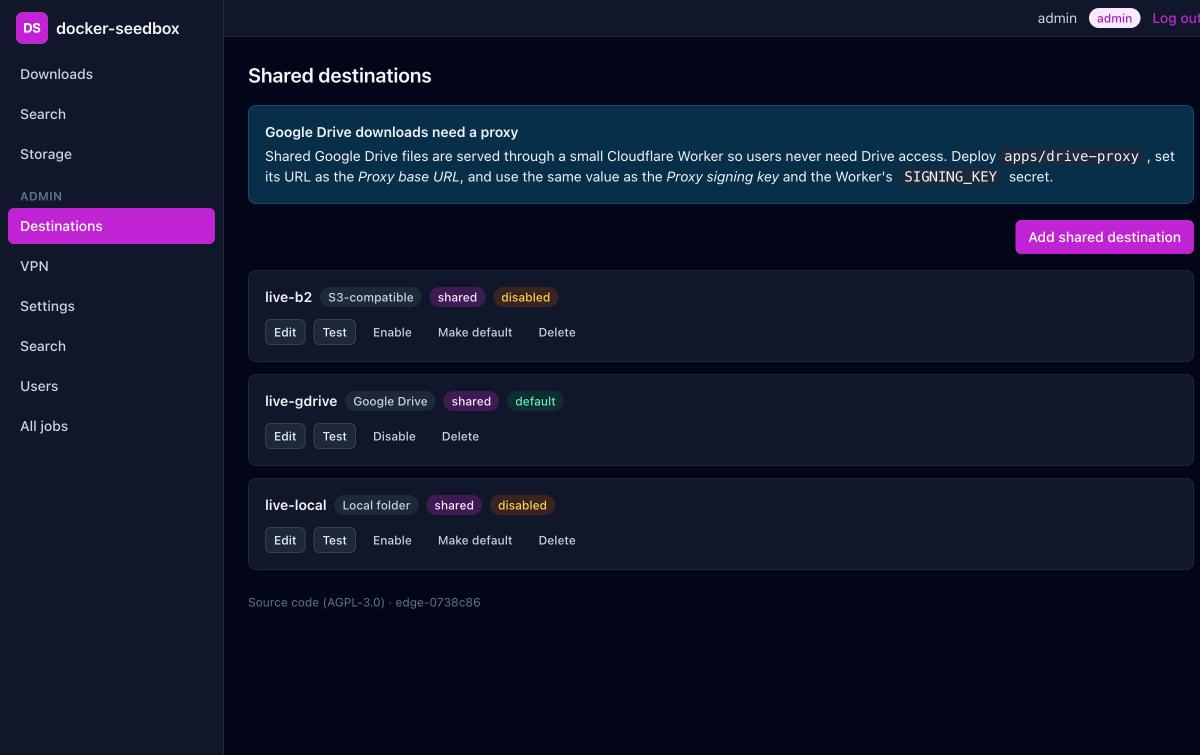 DS docker-seedbox
admin admin Log out
Downloads
Search
Storage
ADMIN
Destinations
VPN
Settings
Search
Users
All jobs
Shared destinations
Google Drive downloads need a proxy
Shared Google Drive files are served through a small Cloudflare Worker so users never need Drive access. Deploy apps/drive-proxy , set
its URL as the Proxy base URL, and use the same value as the Proxy signing key and the Worker's SIGNING_KEY secret.
Add shared destination
live-b2 S3-compatible shared disabled
Edit Test Enable Make default Delete
live-gdrive Google Drive shared default
Edit Test Disable Delete
live-local Local folder shared disabled
Edit Test Enable Make default Delete
Source code (AGPL-3.0) · edge-0738c86